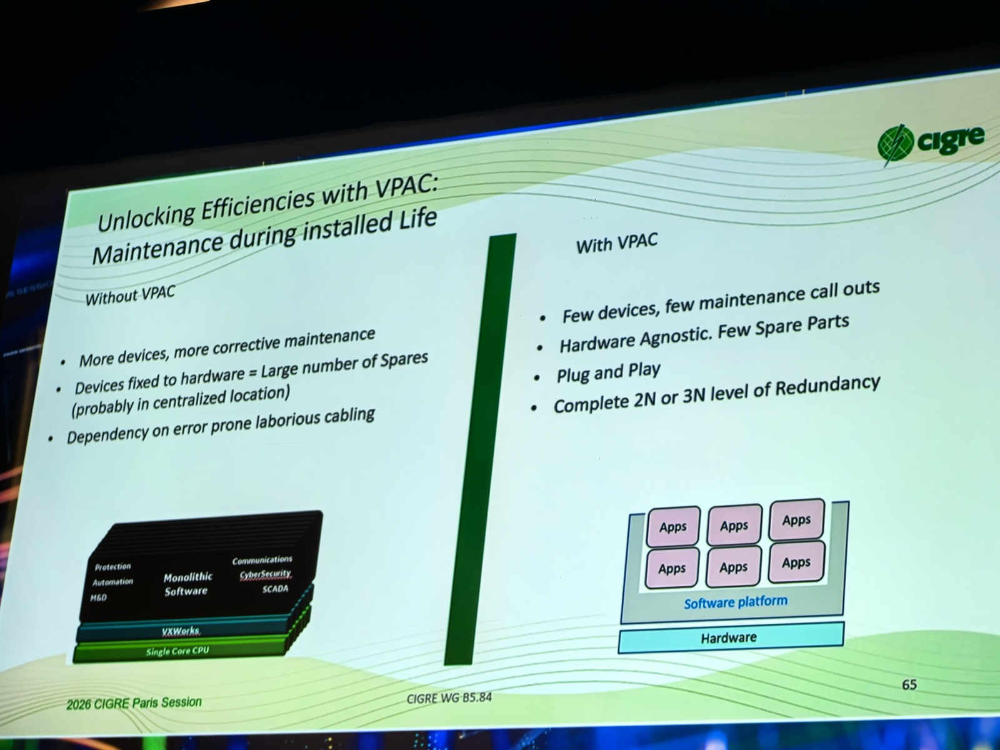 cigre
Unlocking Efficiencies with VPAC:
Maintenance during installed Life
Without VPAC
• More devices, more corrective maintenance
• Devices fixed to hardware = Large number of Spares
(probably in centralized location)
• Dependency on error prone laborious cabling
Protection
Automation
M&D
Monolithic
Software
Communications
CyberSecurity
SCADA
VXWorks
Single Core CPU
With VPAC
• Few devices, few maintenance call outs
• Hardware Agnostic. Few Spare Parts
• Plug and Play
• Complete 2N or 3N level of Redundancy
Apps Apps Apps
Apps Apps Apps
Software platform
Hardware
2026 CIGRE Paris Session
CIGRE WG B5.84
65